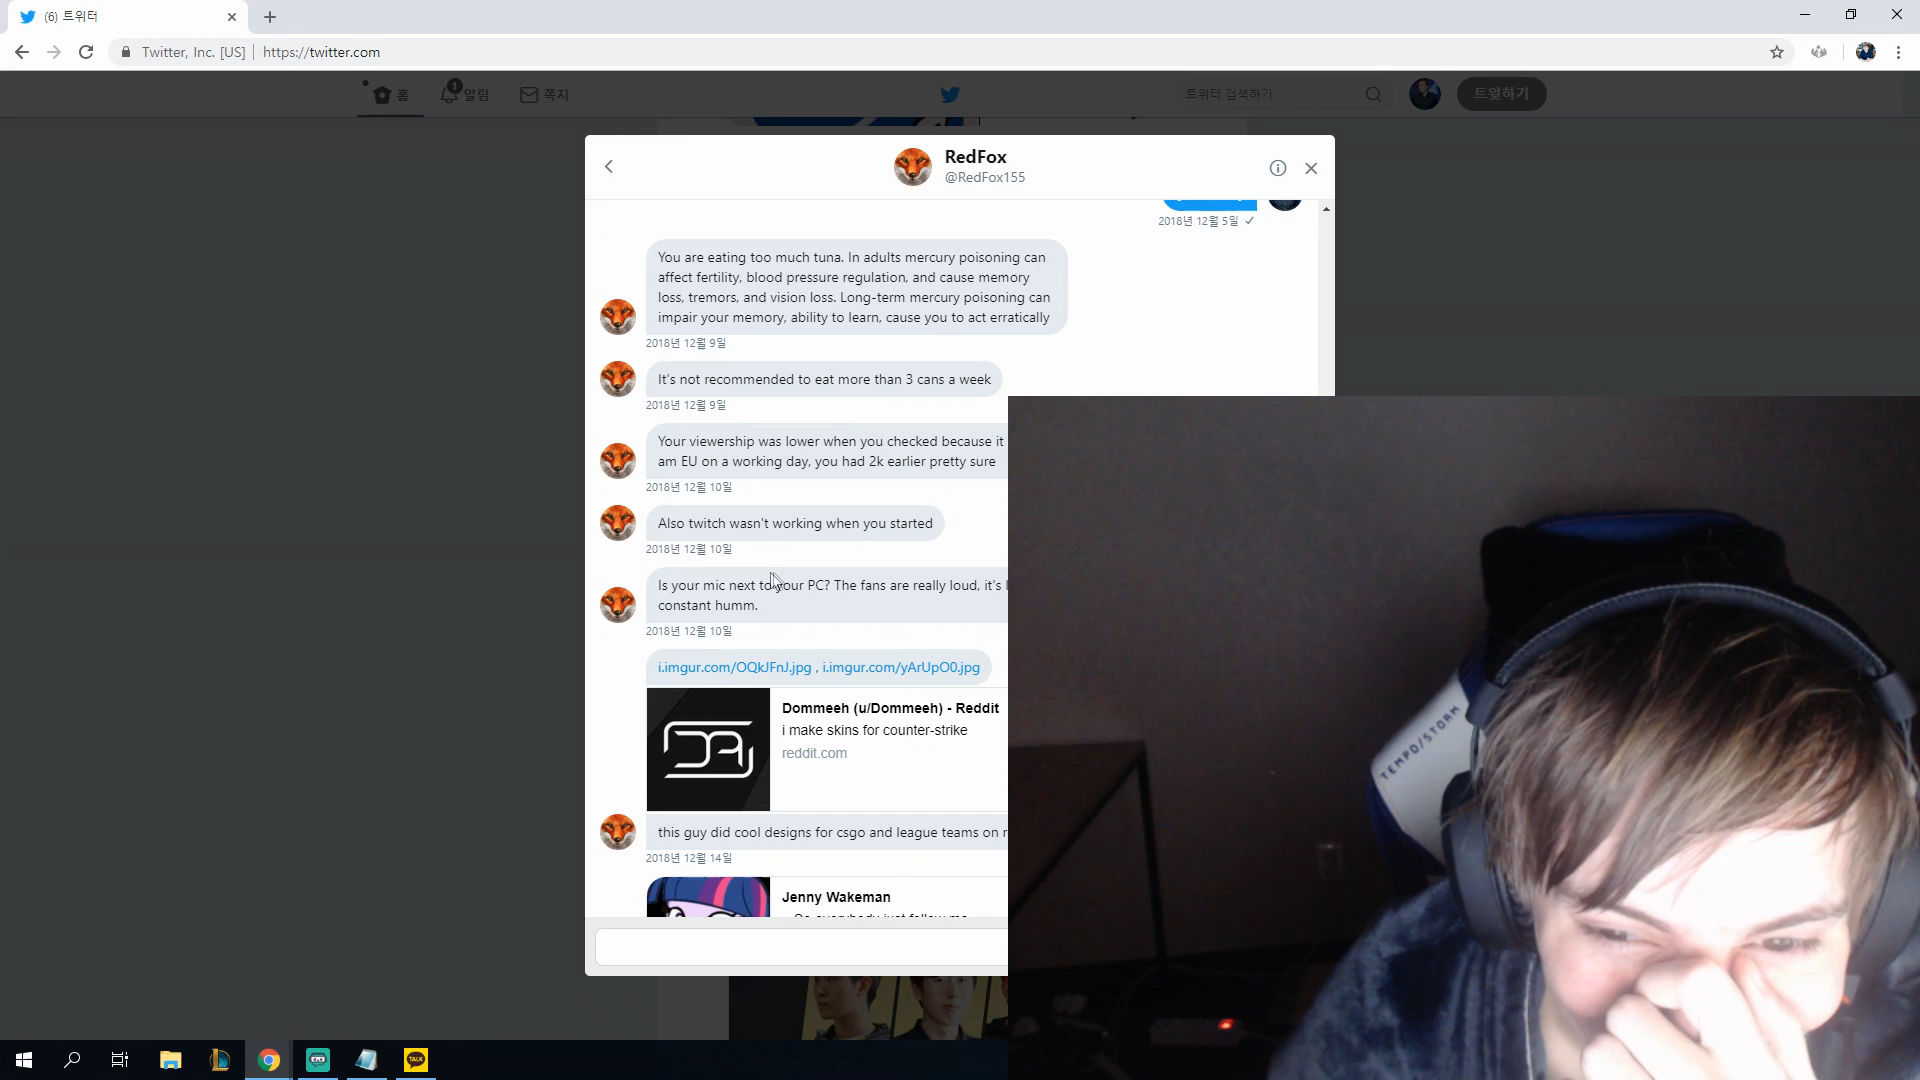 (6) 트위터
Twitter, Inc. [US] https://twitter.com
홈 1 알림 쪽지 트위터 검색하기 트윗하기
RedFox
@RedFox155
2018년 12월 5일
You are eating too much tuna. In adults mercury poisoning can
affect fertility, blood pressure regulation, and cause memory
loss, tremors, and vision loss. Long-term mercury poisoning can
impair your memory, ability to learn, cause you to act erratically
2018년 12월 9일
It's not recommended to eat more than 3 cans a week
2018년 12월 9일
Your viewership was lower when you checked because it
am EU on a working day, you had 2k earlier pretty sure
2018년 12월 10일
Also twitch wasn't working when you started
2018년 12월 10일
Is your mic next to your PC? The fans are really loud, it's
constant humm.
2018년 12월 10일
i.imgur.com/OQkJFnJ.jpg , i.imgur.com/yArUpO0.jpg
Dommeeh (u/Dommeeh) - Reddit
i make skins for counter-strike
reddit.com
this guy did cool designs for csgo and league teams on
2018년 12월 14일
Jenny Wakeman
TEMPO/STORM
TALK